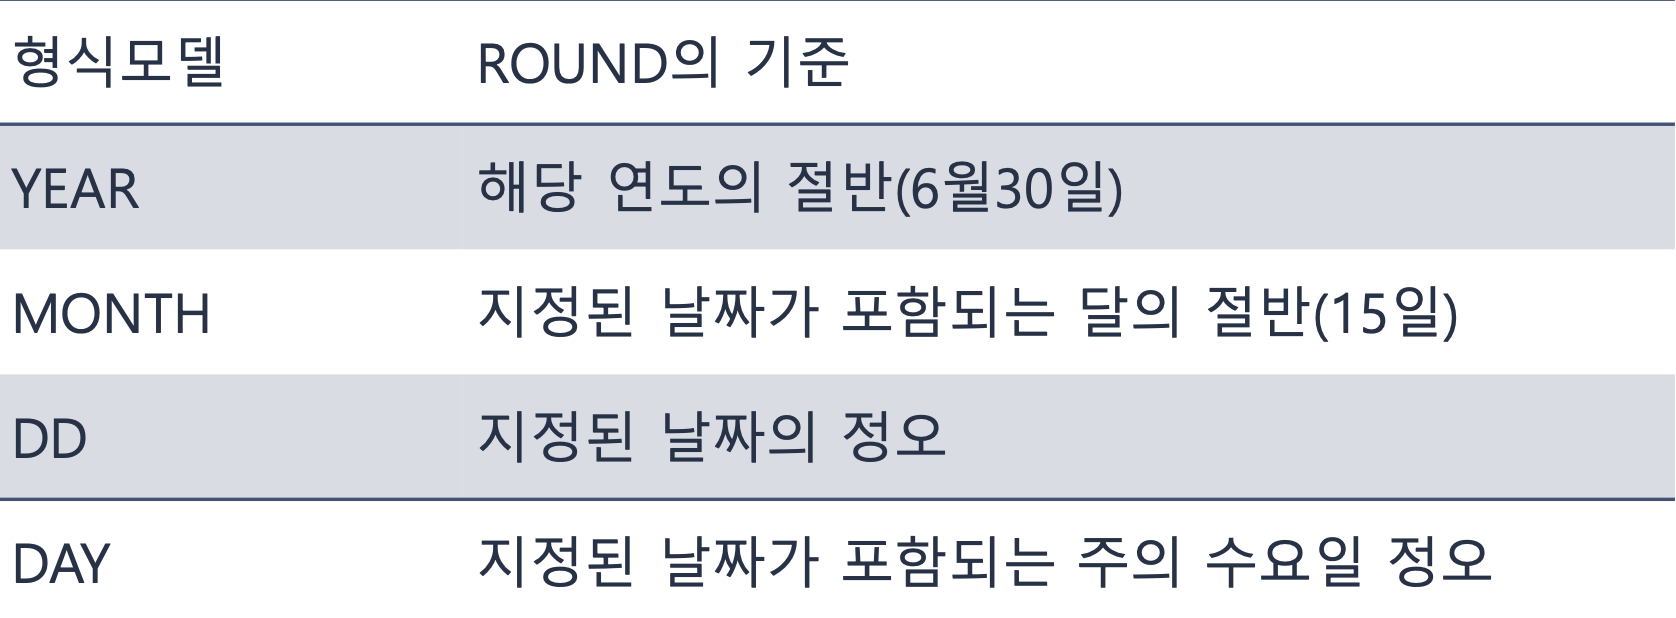 형식모델 ROUND의 기준
YEAR 해당 연도의 절반(6월30일)
MONTH 지정된 날짜가 포함되는 달의 절반(15일)
DD 지정된 날짜의 정오
DAY 지정된 날짜가 포함되는 주의 수요일 정오